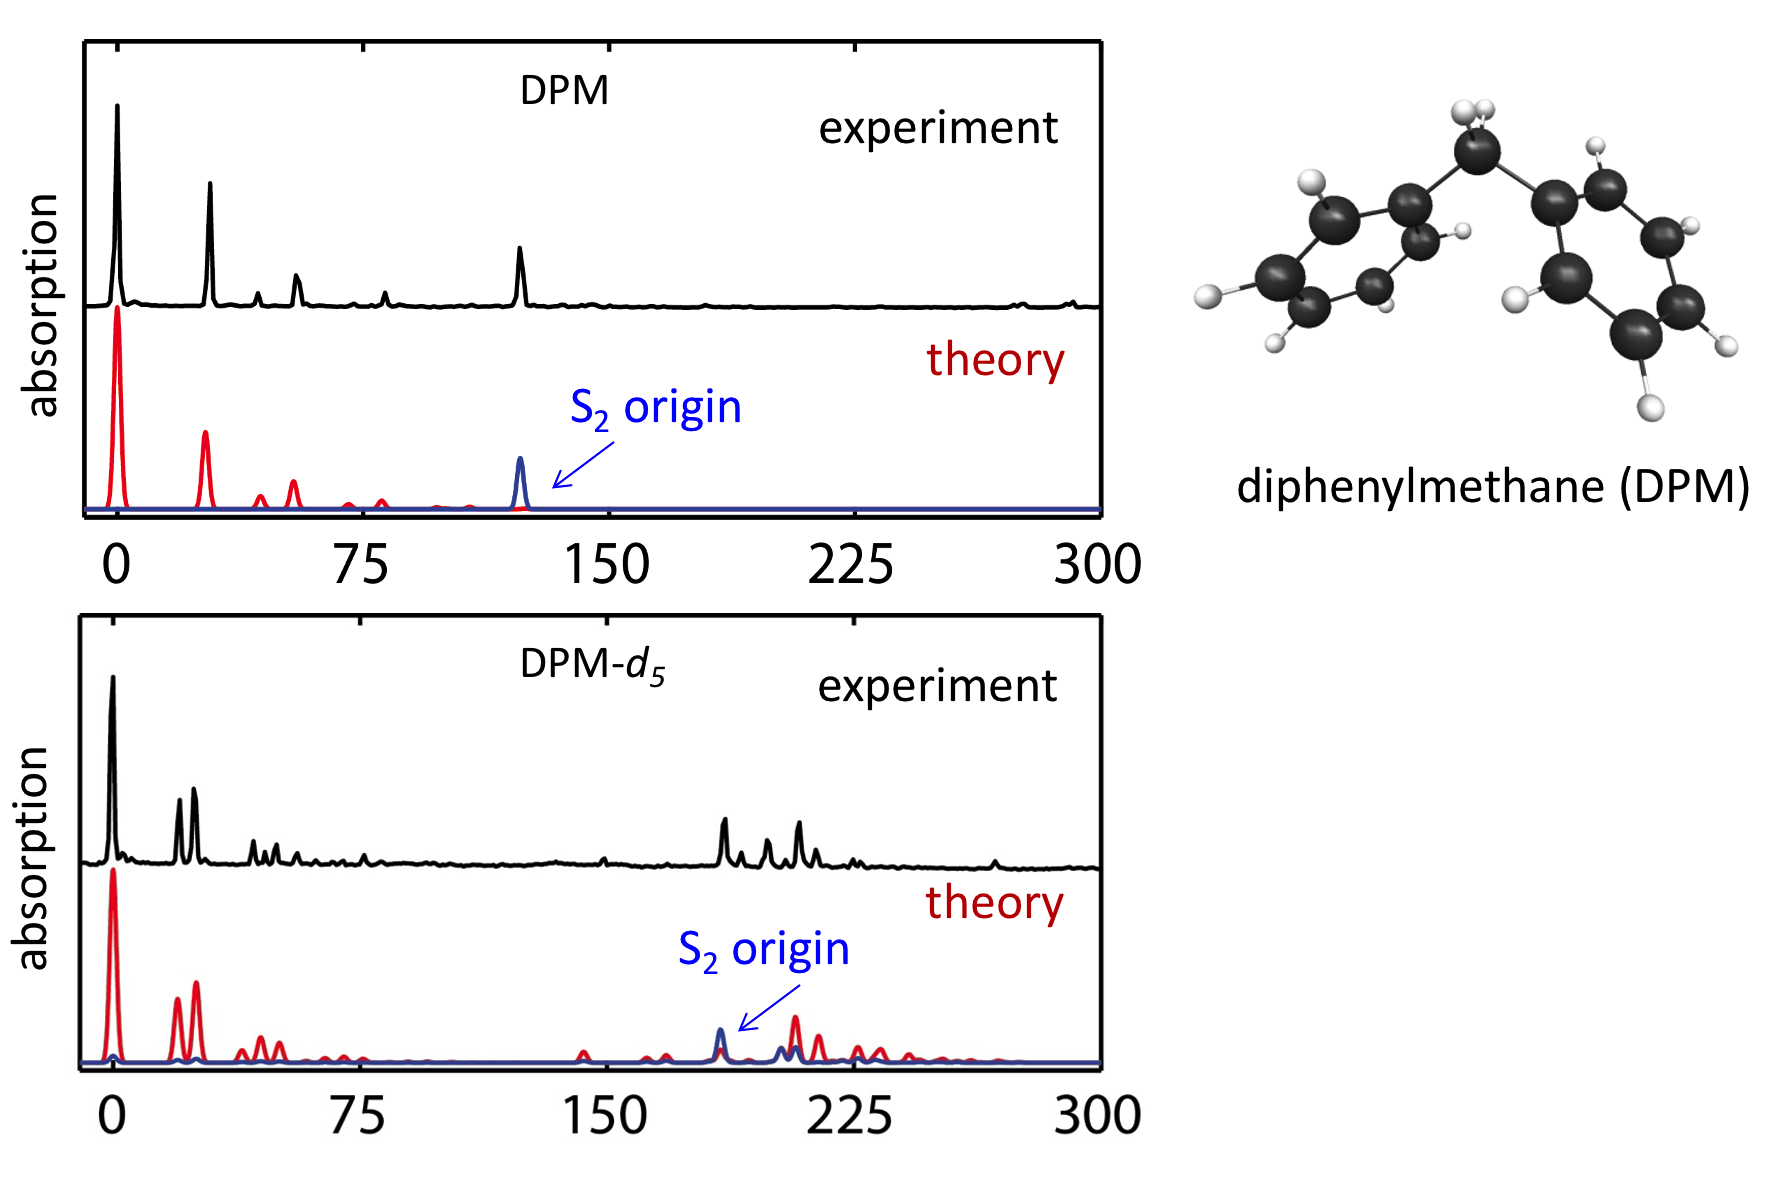 DPM
experiment
absorption
theory
S₂ origin
0 75 150 225 300
diphenylmethane (DPM)
DPM-d₅
experiment
absorption
theory
S₂ origin
0 75 150 225 300